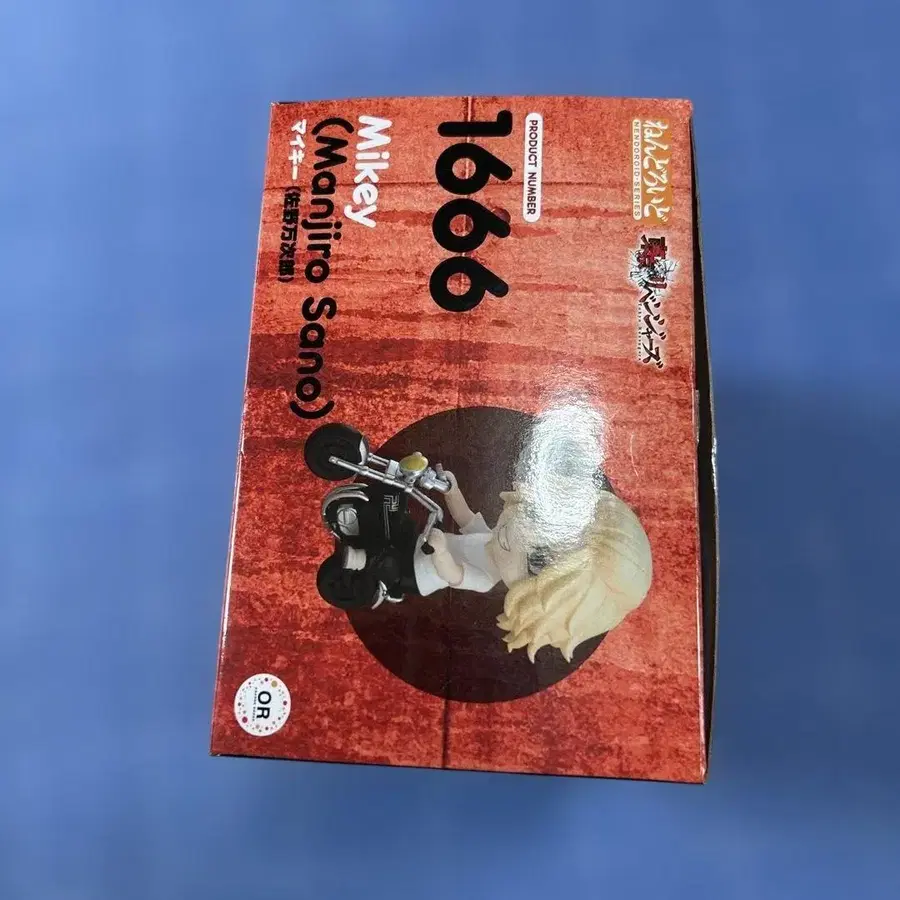 ねんどろいど
NENDOROID SERIES
東京リベンジャーズ
PRODUCT NUMBER
1666
Mikey
(Manjiro Sano)
マイキー（佐野万次郎）
OR